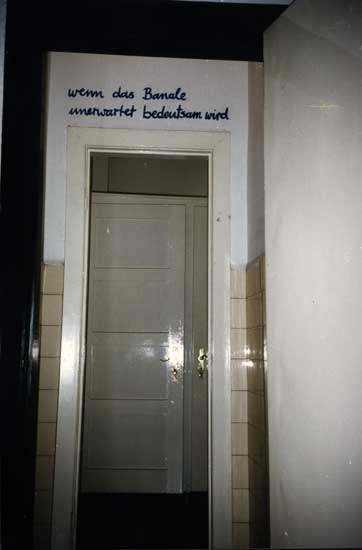 wenn das Banale
unerwartet bedeutsam wird